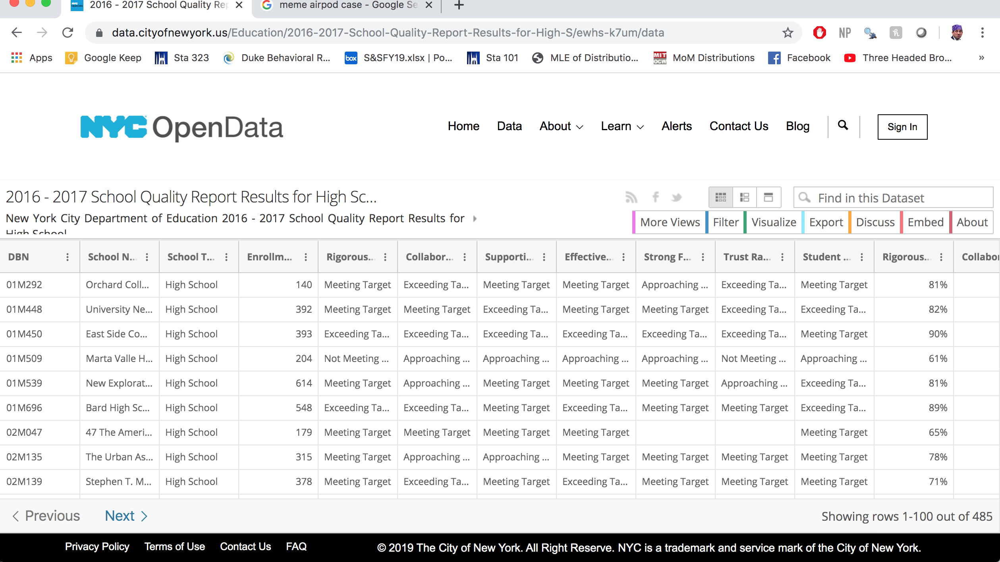 2016 - 2017 School Quality Rep
meme airpod case - Google Se
data.cityofnewyork.us/Education/2016-2017-School-Quality-Report-Results-for-High-S/ewhs-k7um/data
NP
Apps Google Keep Sta 323 Duke Behavioral R... box S&SFY19.xlsx | Po... Sta 101 MLE of Distributio... MIT OCW MoM Distributions Facebook Three Headed Bro... »
NYC OpenData
Home Data About Learn Alerts Contact Us Blog Sign In
2016 - 2017 School Quality Report Results for High Sc...
Find in this Dataset
New York City Department of Education 2016 - 2017 School Quality Report Results for
High School
More Views Filter Visualize Export Discuss Embed About
DBN School N... School T... Enrollm... Rigorous... Collabor... Supporti... Effective... Strong F... Trust Ra... Student ... Rigorous... Collabor
01M292 Orchard Coll... High School 140 Meeting Target Exceeding Ta... Meeting Target Meeting Target Approaching ... Exceeding Ta... Meeting Target 81%
01M448 University Ne... High School 392 Meeting Target Meeting Target Exceeding Ta... Meeting Target Meeting Target Exceeding Ta... Exceeding Ta... 82%
01M450 East Side Co... High School 393 Exceeding Ta... Exceeding Ta... Exceeding Ta... Exceeding Ta... Exceeding Ta... Exceeding Ta... Meeting Target 90%
01M509 Marta Valle H... High School 204 Not Meeting ... Approaching ... Approaching ... Approaching ... Approaching ... Not Meeting ... Approaching ... 61%
01M539 New Explorat... High School 614 Meeting Target Approaching ... Meeting Target Meeting Target Meeting Target Approaching ... Exceeding Ta... 81%
01M696 Bard High Sc... High School 548 Exceeding Ta... Exceeding Ta... Meeting Target Exceeding Ta... Meeting Target Meeting Target Exceeding Ta... 89%
02M047 47 The Ameri... High School 179 Meeting Target Meeting Target Meeting Target Meeting Target Meeting Target 65%
02M135 The Urban As... High School 315 Meeting Target Approaching ... Approaching ... Meeting Target Meeting Target Meeting Target Meeting Target 78%
02M139 Stephen T. M... High School 378 Meeting Target Exceeding Ta... Meeting Target Exceeding Ta... Meeting Target Meeting Target Meeting Target 71%
Previous Next Showing rows 1-100 out of 485
Privacy Policy Terms of Use Contact Us FAQ © 2019 The City of New York. All Right Reserve. NYC is a trademark and service mark of the City of New York.